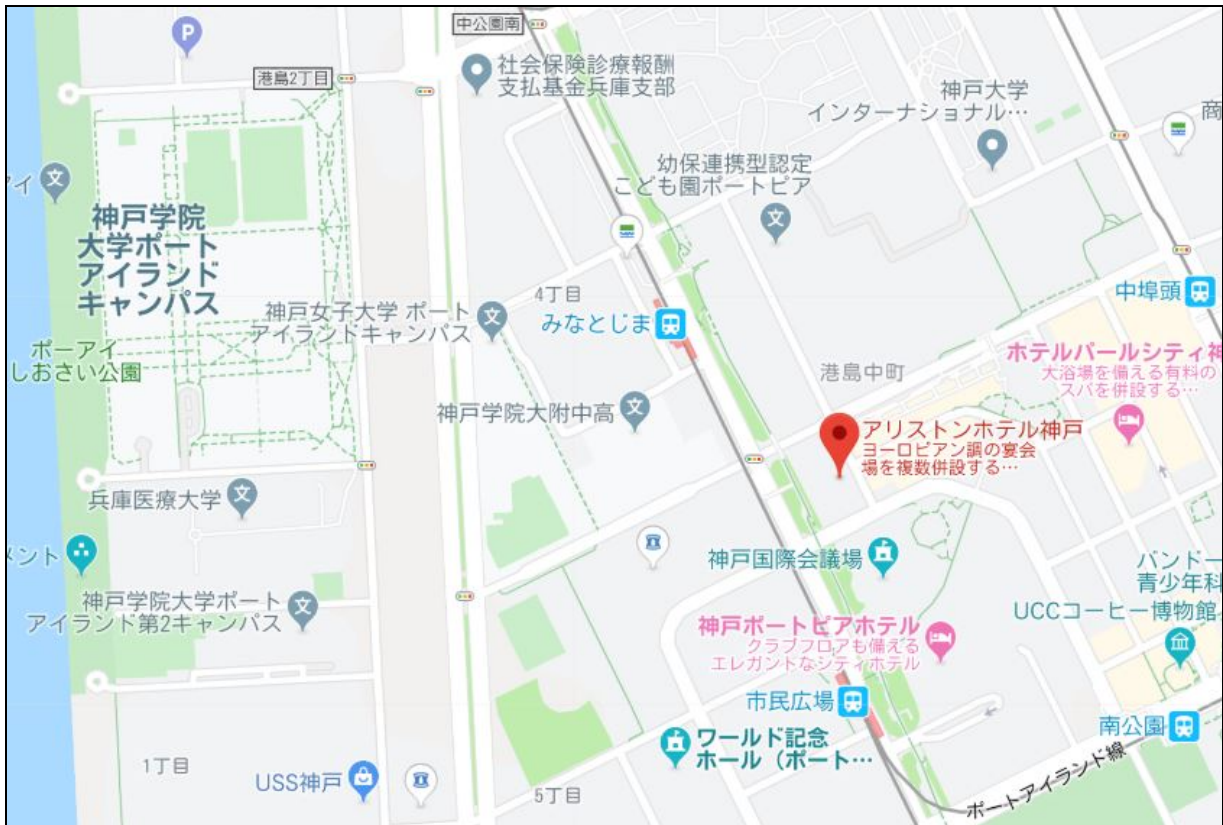 中公園南
港島2丁目
社会保険診療報酬
支払基金兵庫支部
神戸大学
インターナショナル…
商
幼保連携型認定
こども園ポートピア
アイ
神戸学院
大学ポート
アイランド
キャンパス
4丁目
神戸女子大学 ポート
アイランドキャンパス
みなとじま
中埠頭
ポーアイ
しおさい公園
港島中町
ホテルパールシティ神
大浴場を備える有料の
スパを併設する…
神戸学院大附中高
アリストンホテル神戸
ヨーロピアン調の宴会
場を複数併設する…
兵庫医療大学
メント
神戸国際会議場
バンドー
青少年科
神戸学院大学ポート
アイランド第2キャンパス
UCCコーヒー博物館
神戸ポートピアホテル
クラブフロアも備える
エレガントなシティホテル
市民広場
南公園
ワールド記念
ホール(ポート…
1丁目
USS神戸
5丁目
ポートアイランド線
P